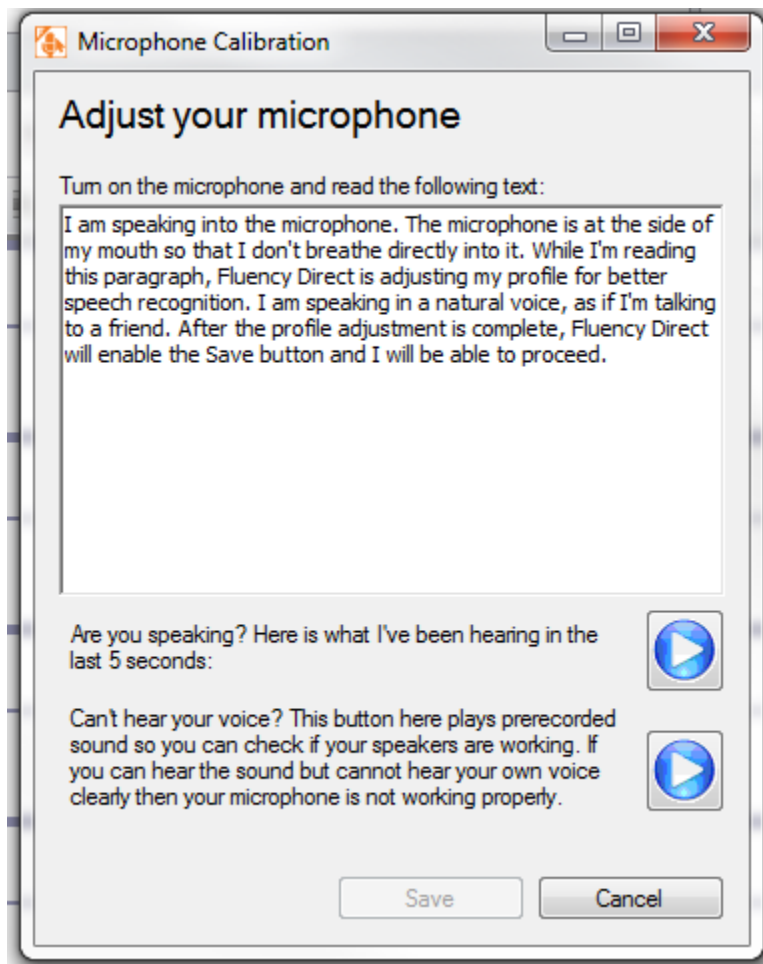 Microphone Calibration
Adjust your microphone
Turn on the microphone and read the following text:
I am speaking into the microphone. The microphone is at the side of
my mouth so that I don't breathe directly into it. While I'm reading
this paragraph, Fluency Direct is adjusting my profile for better
speech recognition. I am speaking in a natural voice, as if I'm talking
to a friend. After the profile adjustment is complete, Fluency Direct
will enable the Save button and I will be able to proceed.
Are you speaking? Here is what I've been hearing in the
last 5 seconds:
Can't hear your voice? This button here plays prerecorded
sound so you can check if your speakers are working. If
you can hear the sound but cannot hear your own voice
clearly then your microphone is not working properly.
Save
Cancel